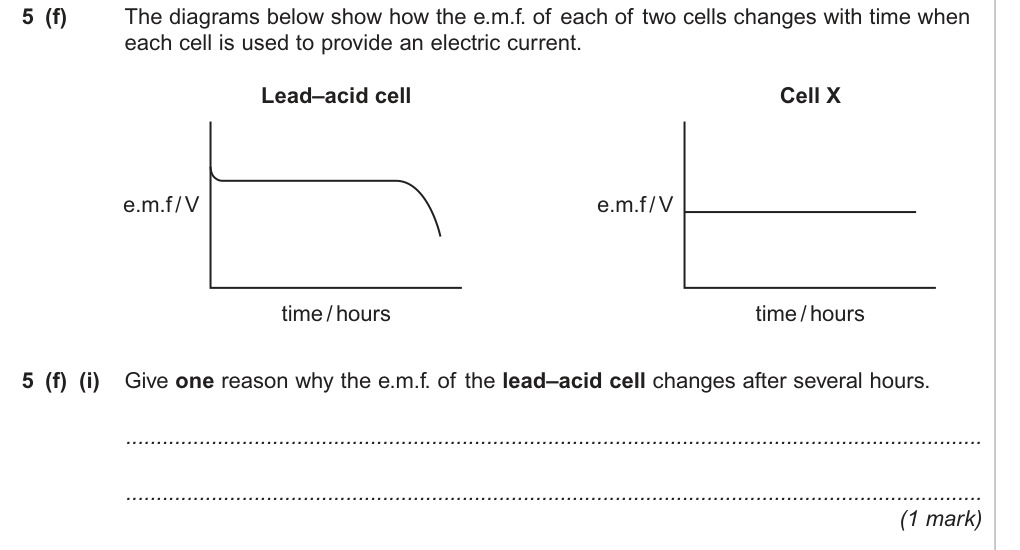 5 (f) The diagrams below show how the e.m.f. of each of two cells changes with time when
each cell is used to provide an electric current.
Lead–acid cell
Cell X
e.m.f/V
e.m.f/V
time/hours
time/hours
5 (f) (i) Give one reason why the e.m.f. of the lead–acid cell changes after several hours.
(1 mark)